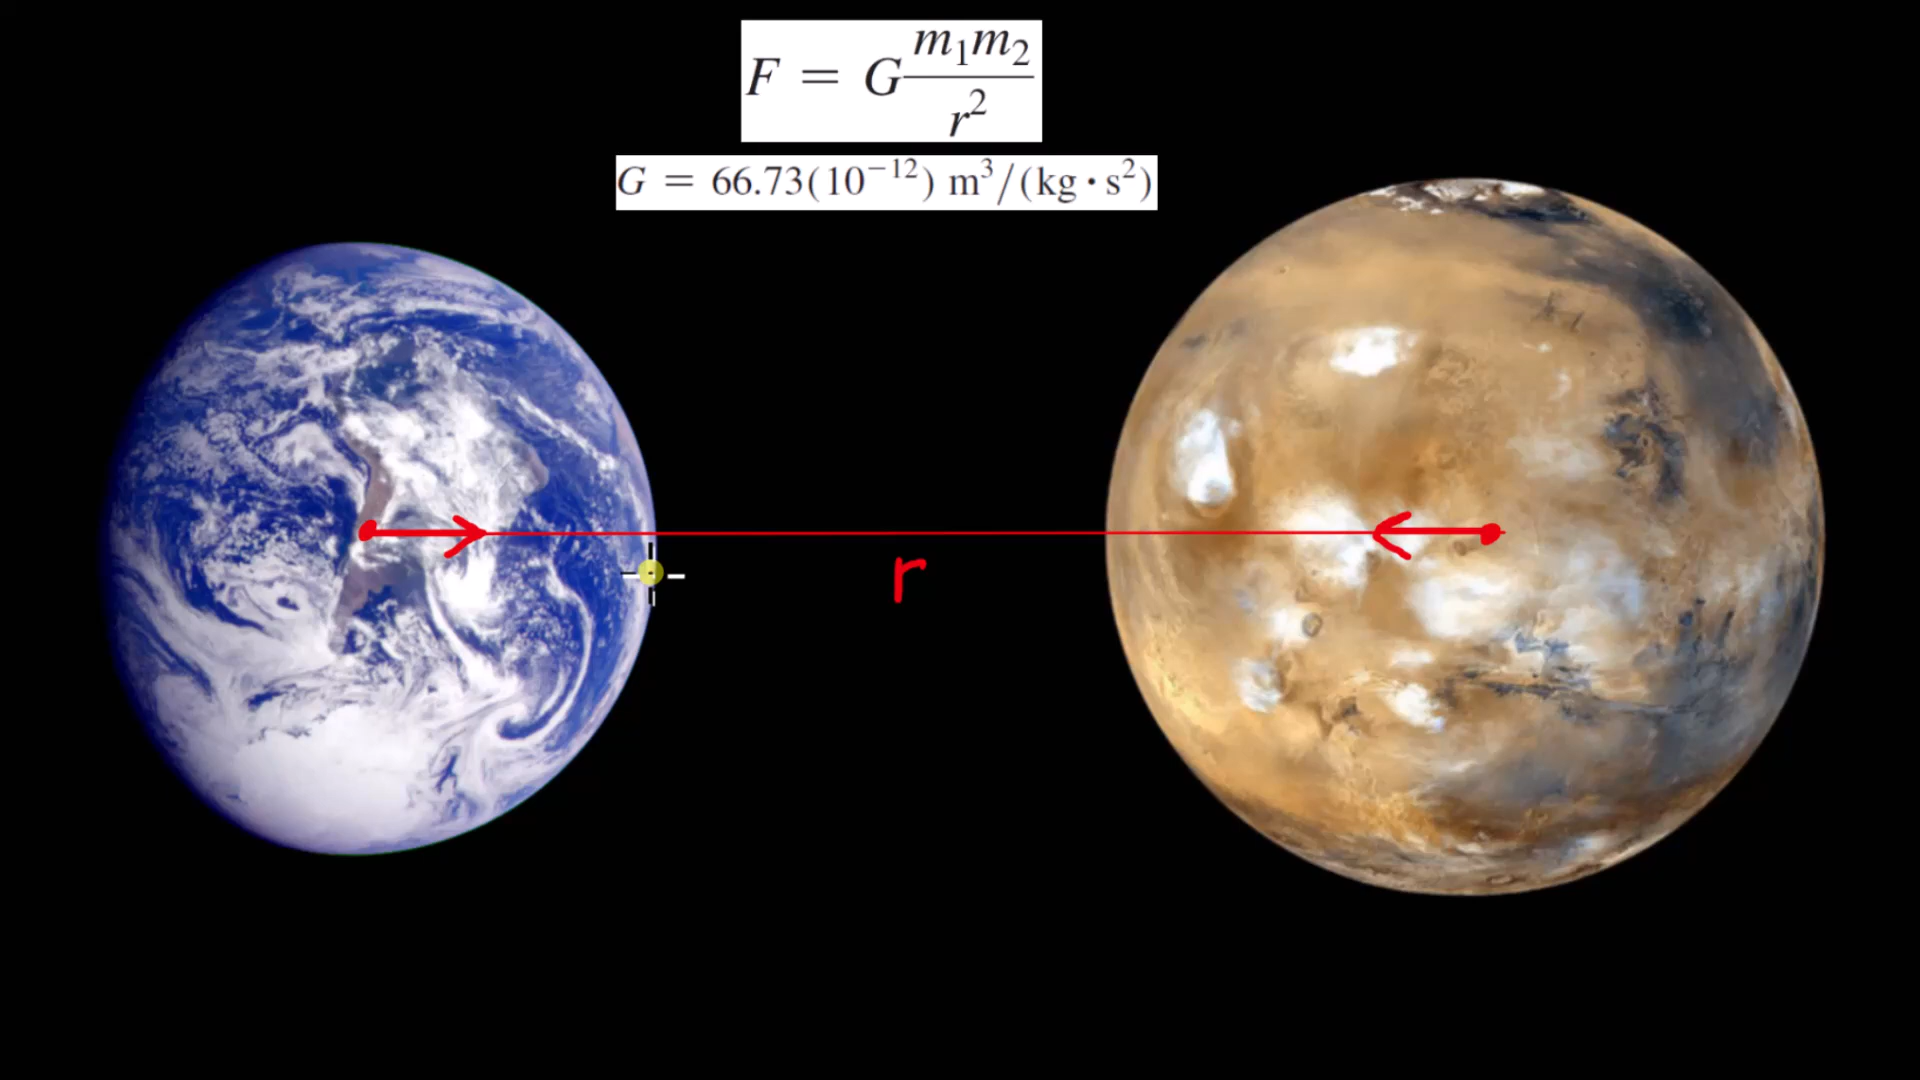 F = G m₁m₂ / r²
G = 66.73(10⁻¹²) m³/(kg · s²)
r